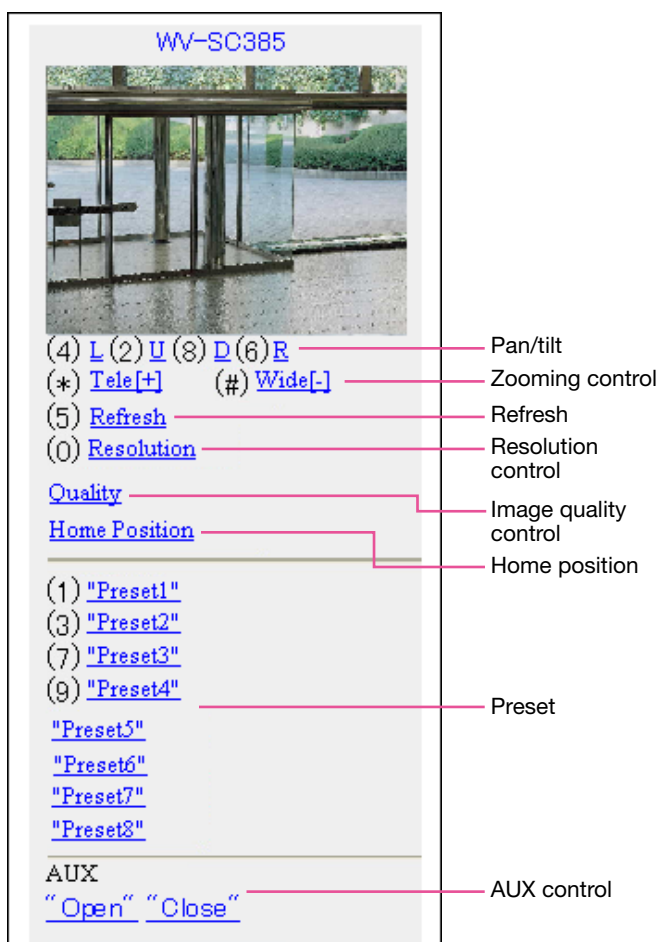 WV-SC385
(4) L (2) U (8) D (6) R
Pan/tilt
(*) Tele[+] (#) Wide[-]
Zooming control
(5) Refresh
Refresh
(0) Resolution
Resolution
control
Quality
Image quality
control
Home Position
Home position
(1) "Preset1"
(3) "Preset2"
(7) "Preset3"
(9) "Preset4"
Preset
"Preset5"
"Preset6"
"Preset7"
"Preset8"
AUX
"Open" "Close"
AUX control